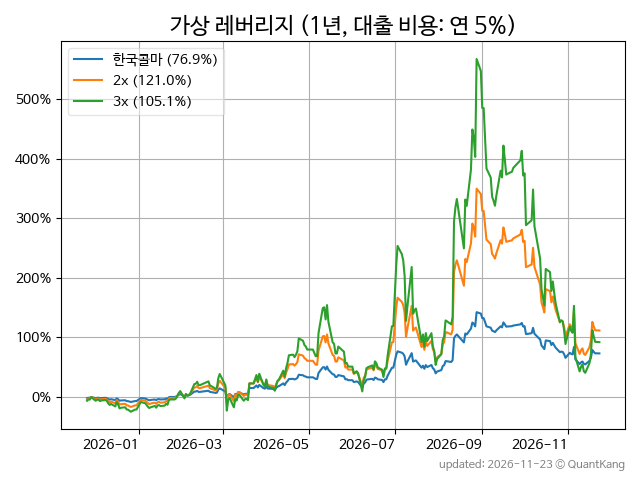 가상 레버리지 (1년, 대출 비용: 연 5%)
한국콜마 (76.9%)
2x (121.0%)
3x (105.1%)
500%
400%
300%
200%
100%
0%
2026-01 2026-03 2026-05 2026-07 2026-09 2026-11
updated: 2026-11-23 © QuantKang